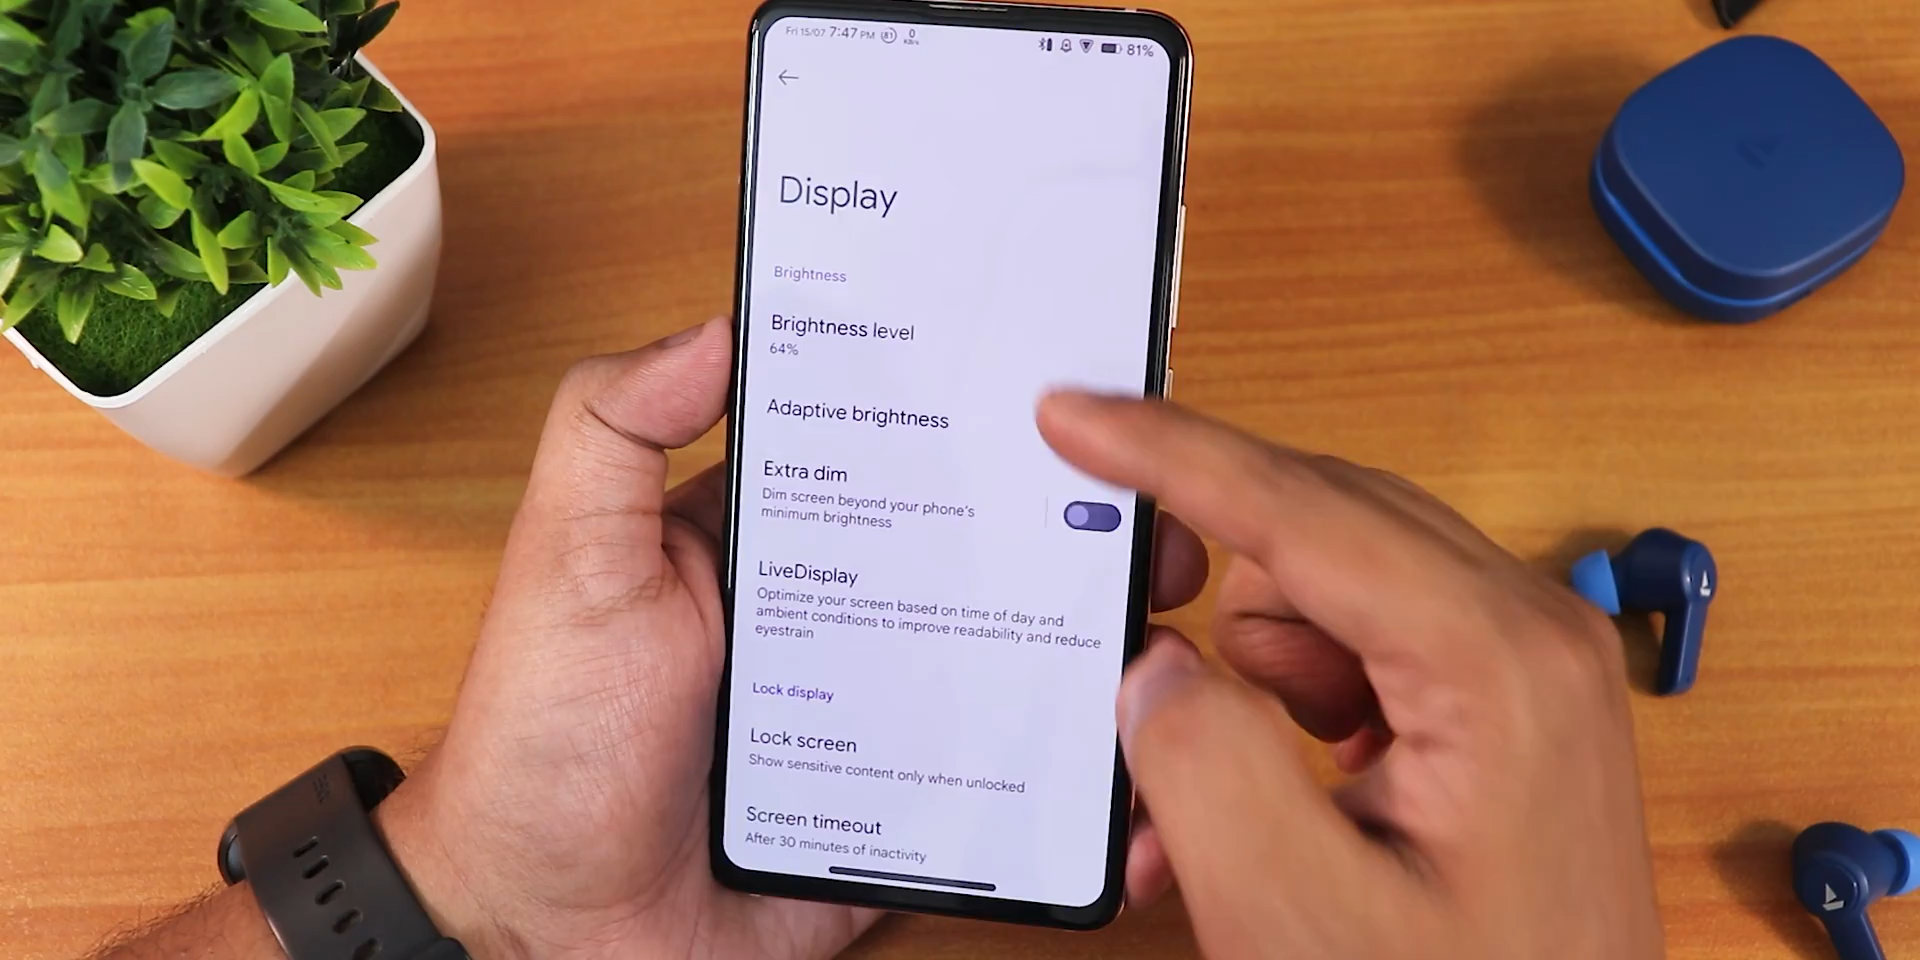 Fri 15/07 7:47 PM 81 0 KB/s 81%
Display
Brightness
Brightness level
64%
Adaptive brightness
Extra dim
Dim screen beyond your phone's
minimum brightness
LiveDisplay
Optimize your screen based on time of day and
ambient conditions to improve readability and reduce
eyestrain
Lock display
Lock screen
Show sensitive content only when unlocked
Screen timeout
After 30 minutes of inactivity